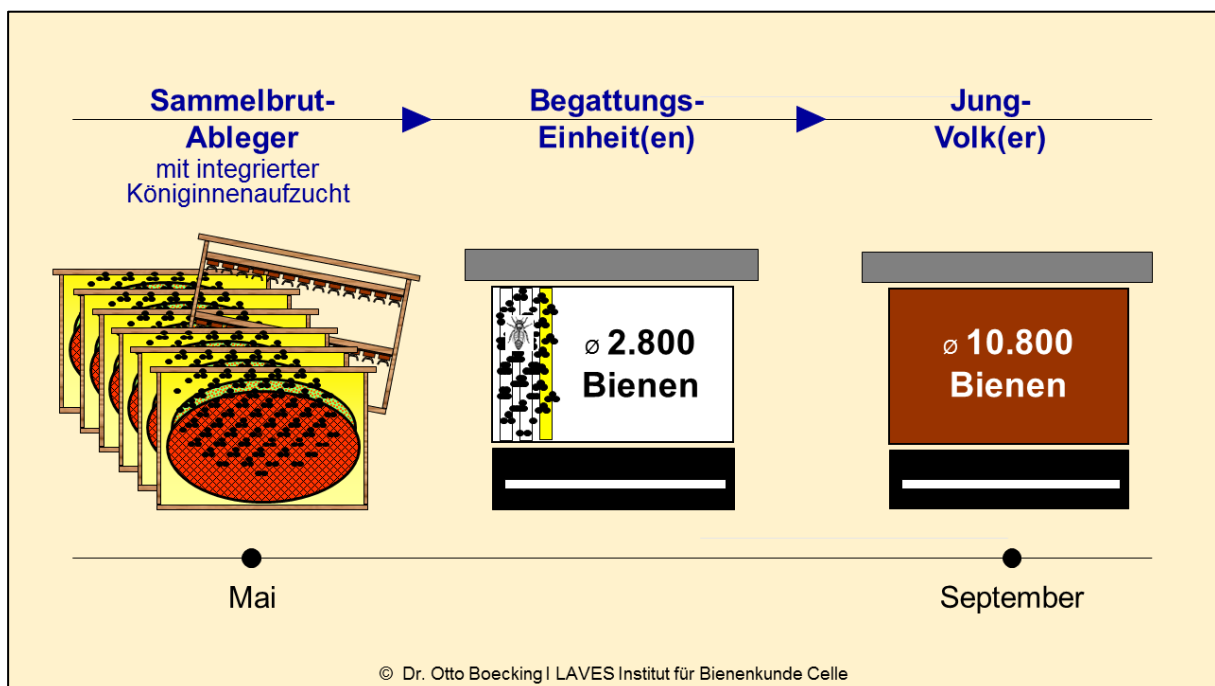 Sammelbrut-
Ableger
mit integrierter
Königinnenaufzucht
Begattungs-
Einheit(en)
Jung-
Volk(er)
ø 2.800
Bienen
ø 10.800
Bienen
Mai
September
© Dr. Otto Boecking I LAVES Institut für Bienenkunde Celle